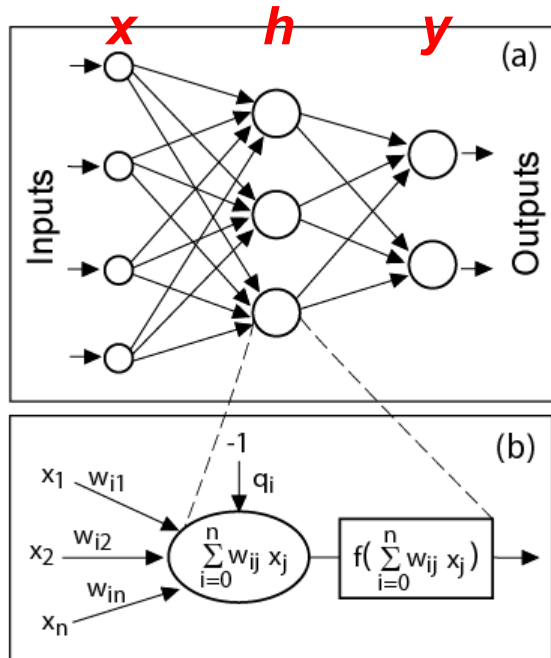 x h y
(a)
Inputs
Outputs
(b)
-1
x1 wi1 qi
x2 wi2 n∑i=0 wij xj f( n∑i=0 wij xj )
win
xn